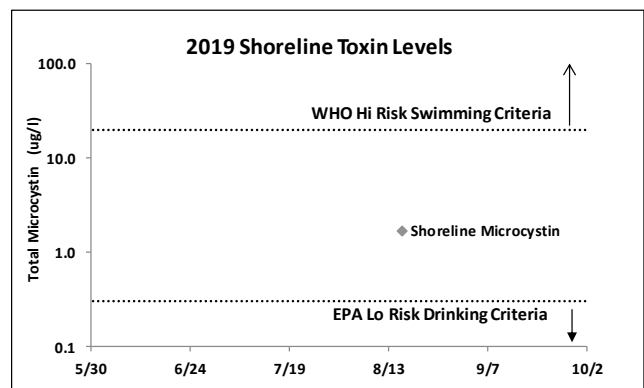 2019 Shoreline Toxin Levels
Total Microcystin (ug/l)
100.0
WHO Hi Risk Swimming Criteria
10.0
Shoreline Microcystin
1.0
EPA Lo Risk Drinking Criteria
0.1
5/30 6/24 7/19 8/13 9/7 10/2